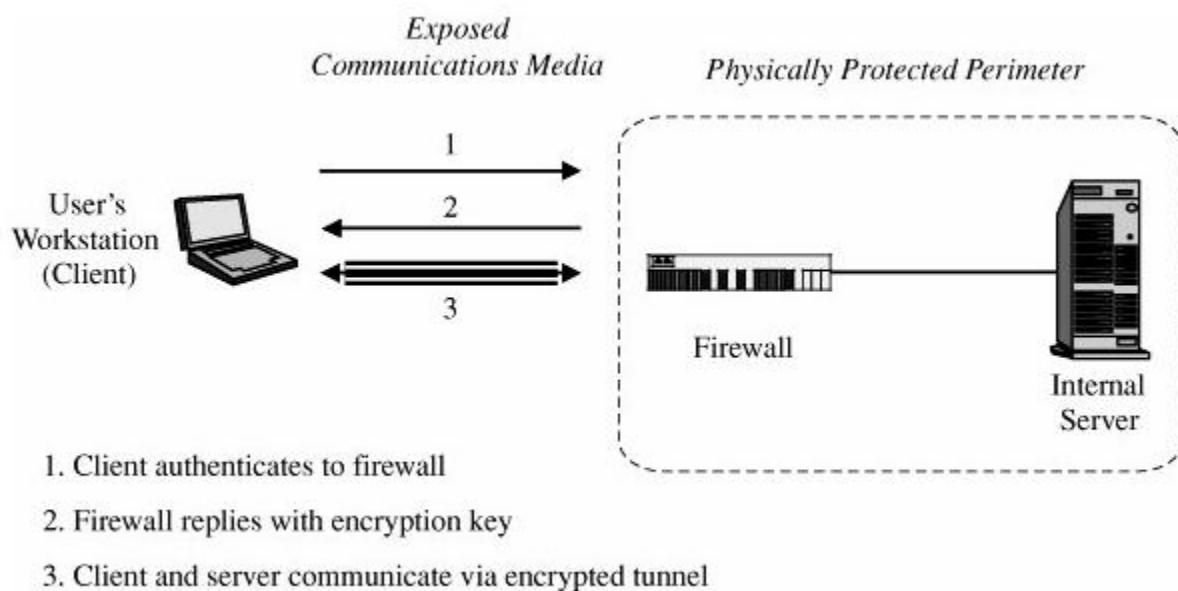 Exposed
Communications Media
Physically Protected Perimeter
1
User's
Workstation
(Client)
2
3
Firewall
Internal
Server
1. Client authenticates to firewall
2. Firewall replies with encryption key
3. Client and server communicate via encrypted tunnel